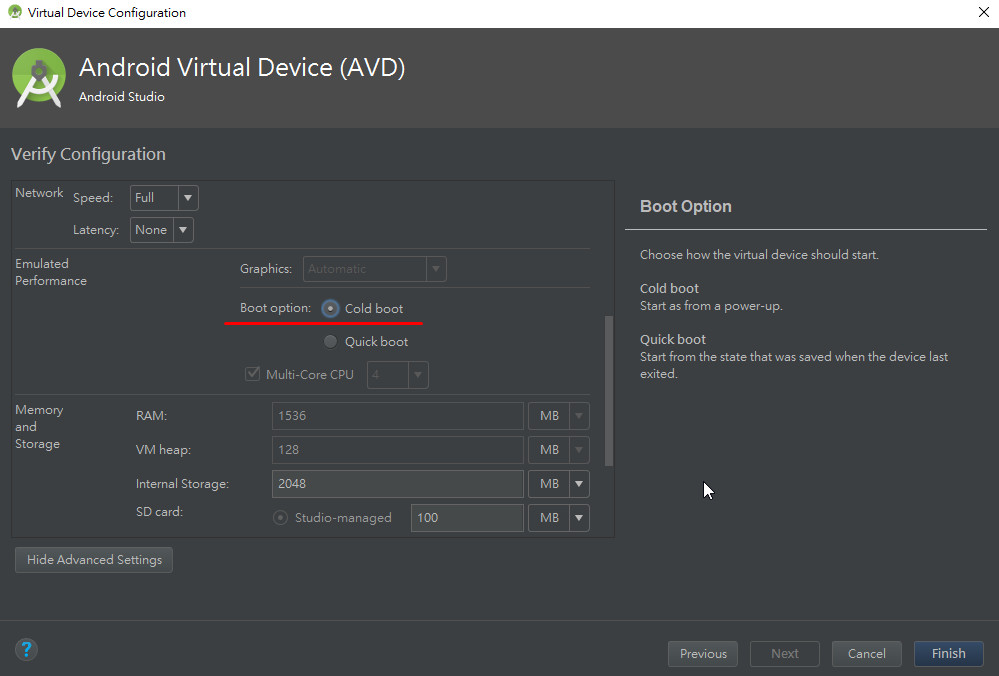 Virtual Device Configuration
Android Virtual Device (AVD)
Android Studio
Verify Configuration
Network
Speed:
Full
Latency:
None
Emulated
Performance
Graphics:
Automatic
Boot option:
Cold boot
Quick boot
Multi-Core CPU
4
Memory
and
Storage
RAM:
1536
MB
VM heap:
128
MB
Internal Storage:
2048
MB
SD card:
Studio-managed
100
MB
Hide Advanced Settings
Boot Option
Choose how the virtual device should start.
Cold boot
Start as from a power-up.
Quick boot
Start from the state that was saved when the device last
exited.
?
Previous
Next
Cancel
Finish